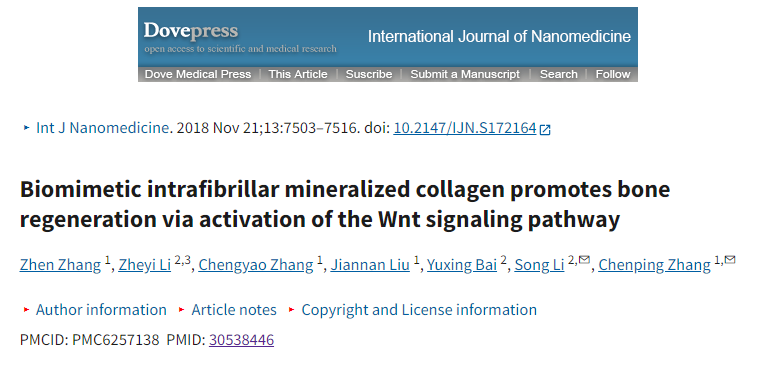 Dovepress
open access to scientific and medical research
International Journal of Nanomedicine
Dove Medical Press | This Article | Suscribe | Submit a Manuscript | Search | Follow
Int J Nanomedicine. 2018 Nov 21;13:7503–7516. doi: 10.2147/IJN.S172164
Biomimetic intrafibrillar mineralized collagen promotes bone
regeneration via activation of the Wnt signaling pathway
Zhen Zhang 1, Zheyi Li 2,3, Chengyao Zhang 1, Jiannan Liu 1, Yuxing Bai 2, Song Li 2,✉, Chenping Zhang 1,✉
Author information Article notes Copyright and License information
PMCID: PMC6257138 PMID: 30538446